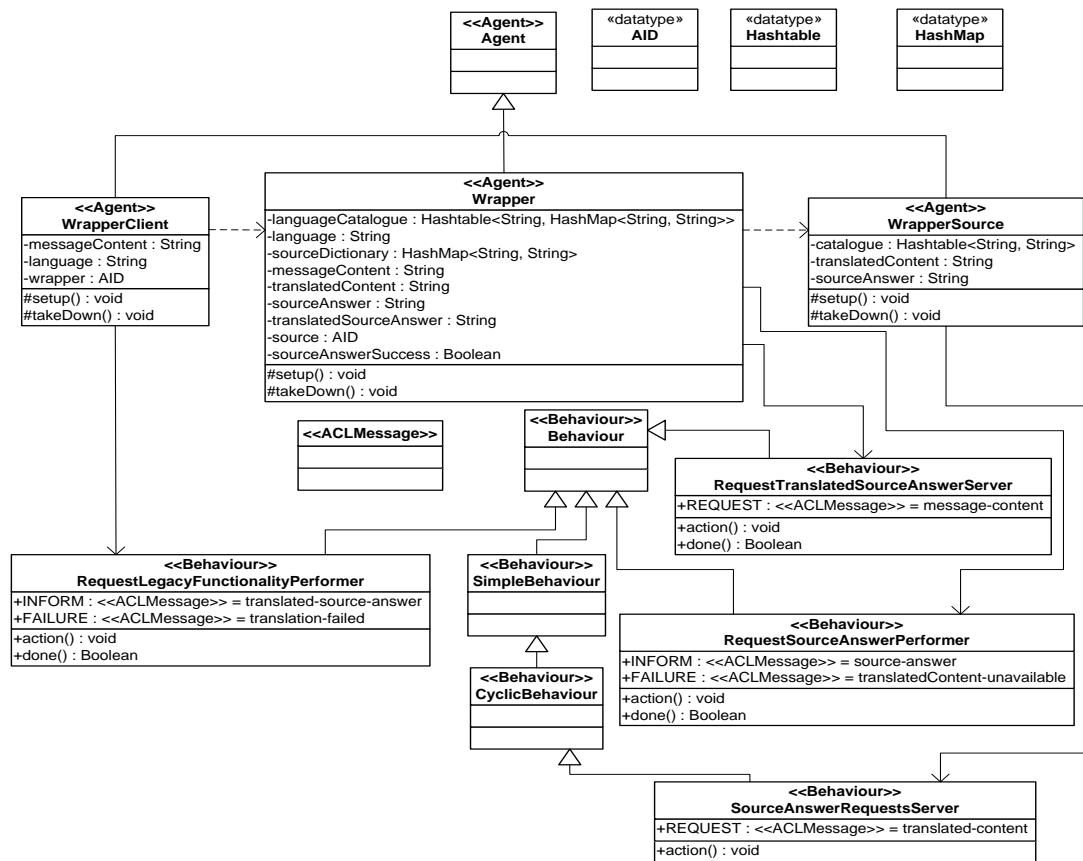 <<Agent>>
Agent
«datatype»
AID
«datatype»
Hashtable
«datatype»
HashMap
<<Agent>>
WrapperClient
-messageContent : String
-language : String
-wrapper : AID
#setup() : void
#takeDown() : void
<<Agent>>
Wrapper
-languageCatalogue : Hashtable<String, HashMap<String, String>>
-language : String
-sourceDictionary : HashMap<String, String>
-messageContent : String
-translatedContent : String
-sourceAnswer : String
-translatedSourceAnswer : String
-source : AID
-sourceAnswerSuccess : Boolean
#setup() : void
#takeDown() : void
<<Agent>>
WrapperSource
-catalogue : Hashtable<String, String>
-translatedContent : String
-sourceAnswer : String
#setup() : void
#takeDown() : void
<<ACLMessage>>
<<Behaviour>>
Behaviour
<<Behaviour>>
RequestTranslatedSourceAnswerServer
+REQUEST : <<ACLMessage>> = message-content
+action() : void
+done() : Boolean
<<Behaviour>>
RequestLegacyFunctionalityPerformer
+INFORM : <<ACLMessage>> = translated-source-answer
+FAILURE : <<ACLMessage>> = translation-failed
+action() : void
+done() : Boolean
<<Behaviour>>
SimpleBehaviour
<<Behaviour>>
RequestSourceAnswerPerformer
+INFORM : <<ACLMessage>> = source-answer
+FAILURE : <<ACLMessage>> = translatedContent-unavailable
+action() : void
+done() : Boolean
<<Behaviour>>
CyclicBehaviour
<<Behaviour>>
SourceAnswerRequestsServer
+REQUEST : <<ACLMessage>> = translated-content
+action() : void